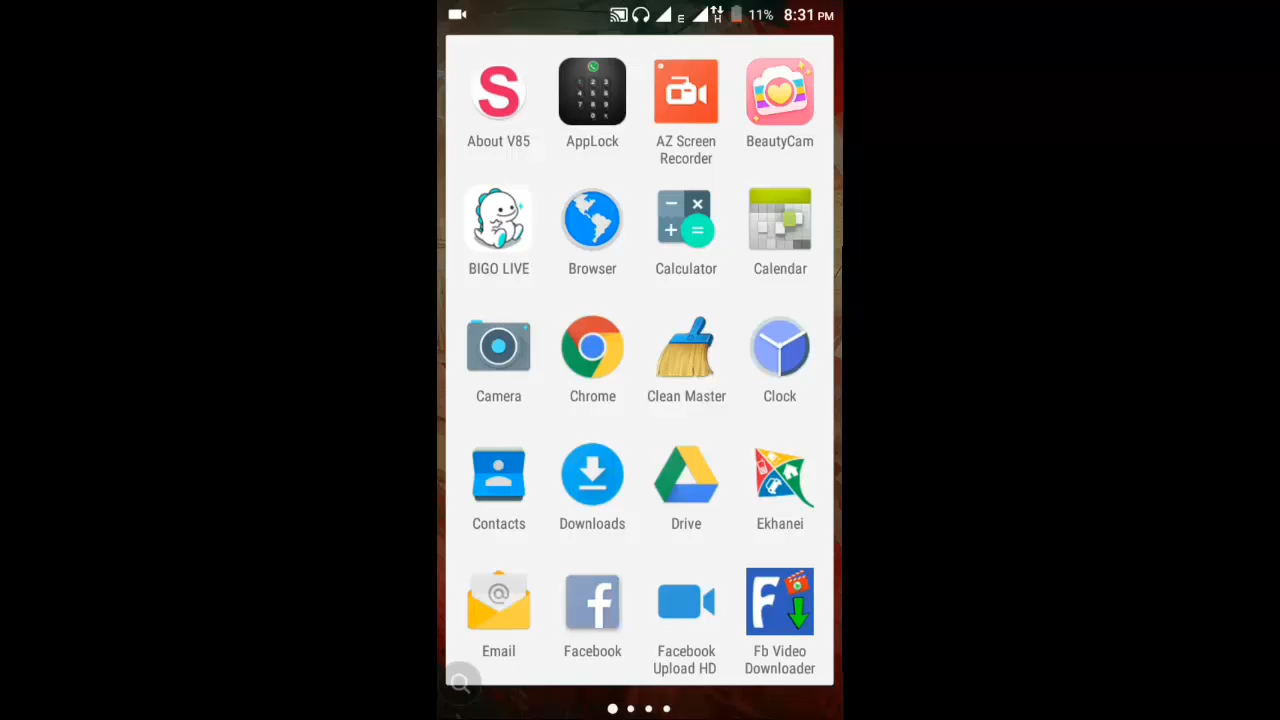 E H 11% 8:31 PM
S
About V85 AppLock AZ Screen Recorder BeautyCam
BIGO LIVE Browser Calculator Calendar
Camera Chrome Clean Master Clock
Contacts Downloads Drive Ekhanei
@ f F
Email Facebook Facebook Upload HD Fb Video Downloader